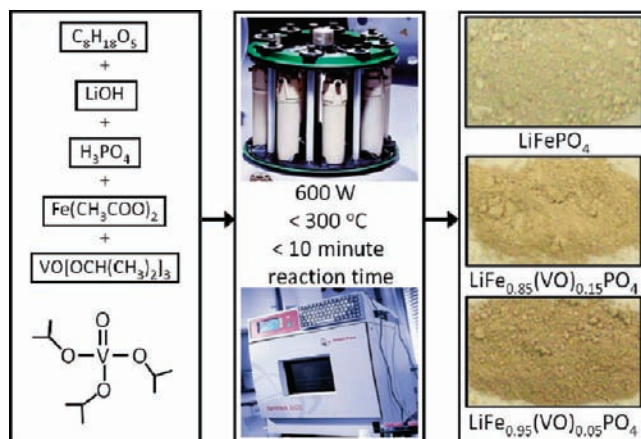 C₈H₁₈O₅
+
LiOH
+
H₃PO₄
+
Fe(CH₃COO)₂
+
VO[OCH(CH₃)₂]₃
O
O V O
O
600 W
< 300 °C
< 10 minute
reaction time
LiFePO₄
LiFe₀.₈₅(VO)₀.₁₅PO₄
LiFe₀.₉₅(VO)₀.₀₅PO₄